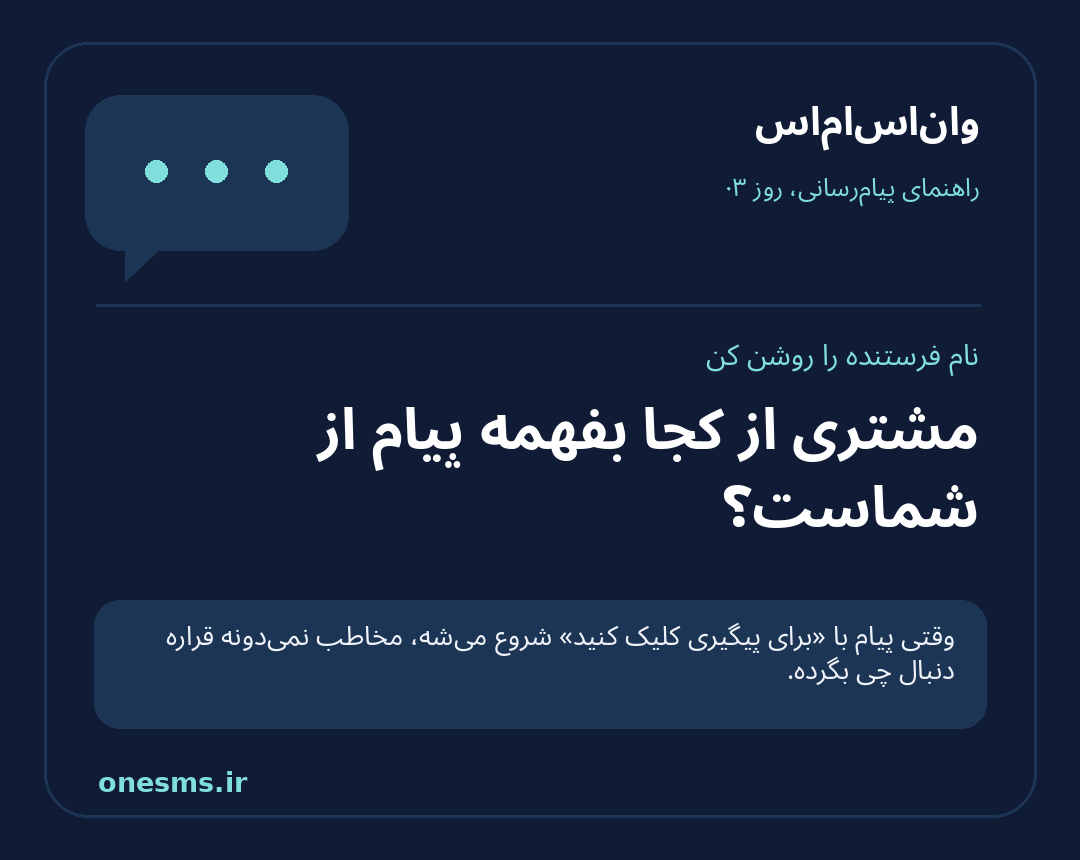 وان‌اس‌ام‌اس
راهنمای پیام‌رسانی، روز ۰۳
نام فرستنده را روشن کن
مشتری از کجا بفهمه پیام از
شماست؟
وقتی پیام با «برای پیگیری کلیک کنید» شروع می‌شه، مخاطب نمی‌دونه قراره
دنبال چی بگرده.
onesms.ir